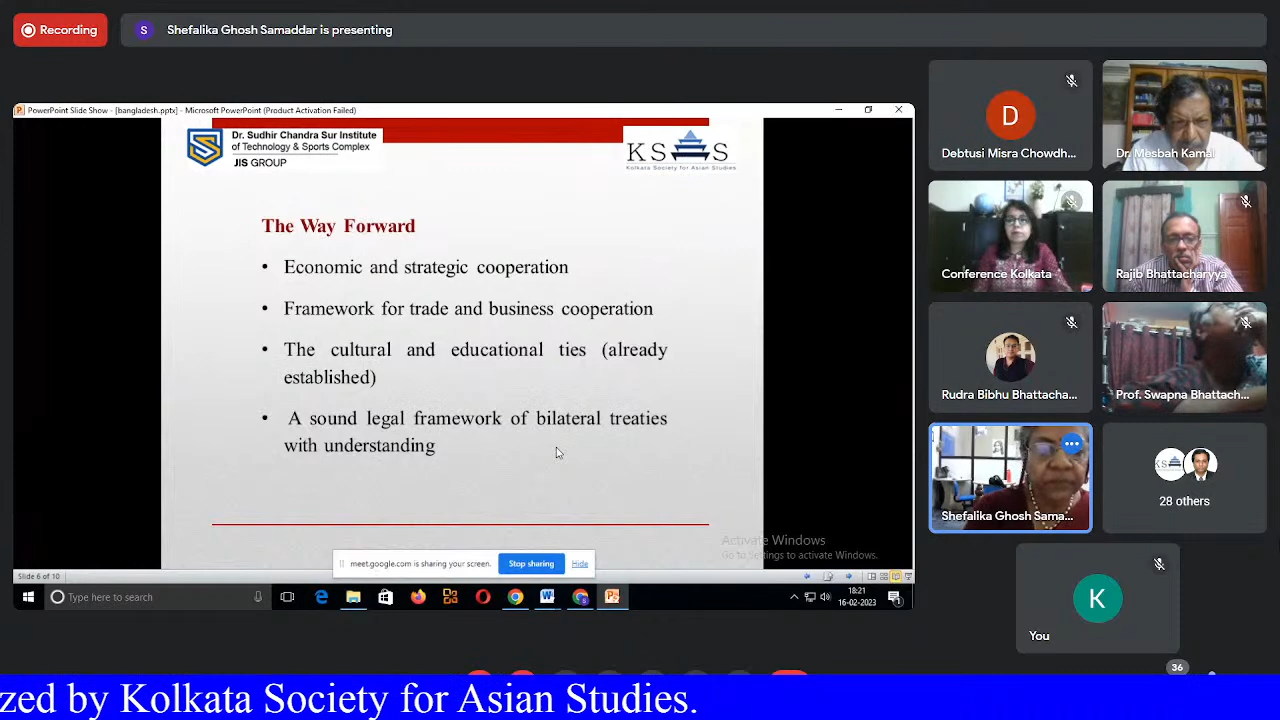 Recording
S Shefalika Ghosh Samaddar is presenting
PowerPoint Slide Show - [bangladesh.pptx] - Microsoft PowerPoint (Product Activation Failed)
Dr. Sudhir Chandra Sur Institute
of Technology & Sports Complex
JIS GROUP
KSAS
Kolkata Society for Asian Studies
The Way Forward
• Economic and strategic cooperation
• Framework for trade and business cooperation
• The cultural and educational ties (already
established)
• A sound legal framework of bilateral treaties
with understanding
Activate Windows
Go to Settings to activate Windows.
meet.google.com is sharing your screen.
Stop sharing
Hide
Slide 6 of 10
Type here to search
18:21
16-02-2023
D
Debtusi Misra Chowdh...
Dr. Mesbah Kamal
Conference Kolkata
Rajib Bhattacharyya
Rudra Bibhu Bhattacha...
Prof. Swapna Bhattach...
Shefalika Ghosh Sama...
28 others
K
You
36
zed by Kolkata Society for Asian Studies.